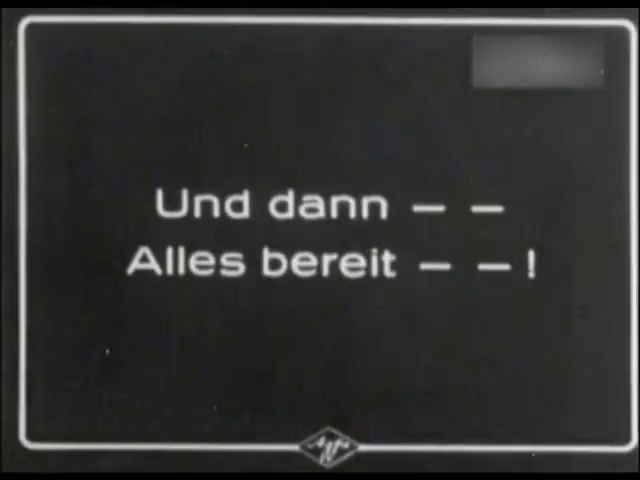 Und dann — —
Alles bereit — — !